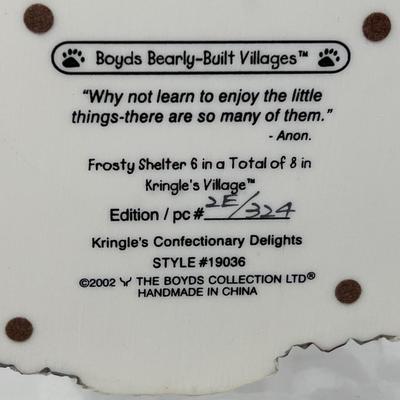 Boyds Bearly-Built Villages™
“Why not learn to enjoy the little
things-there are so many of them.”
- Anon.
Frosty Shelter 6 in a Total of 8 in
Kringle's Village™
Edition / pc# 2E/324
Kringle's Confectionary Delights
STYLE #19036
©2002 THE BOYDS COLLECTION LTD®
HANDMADE IN CHINA